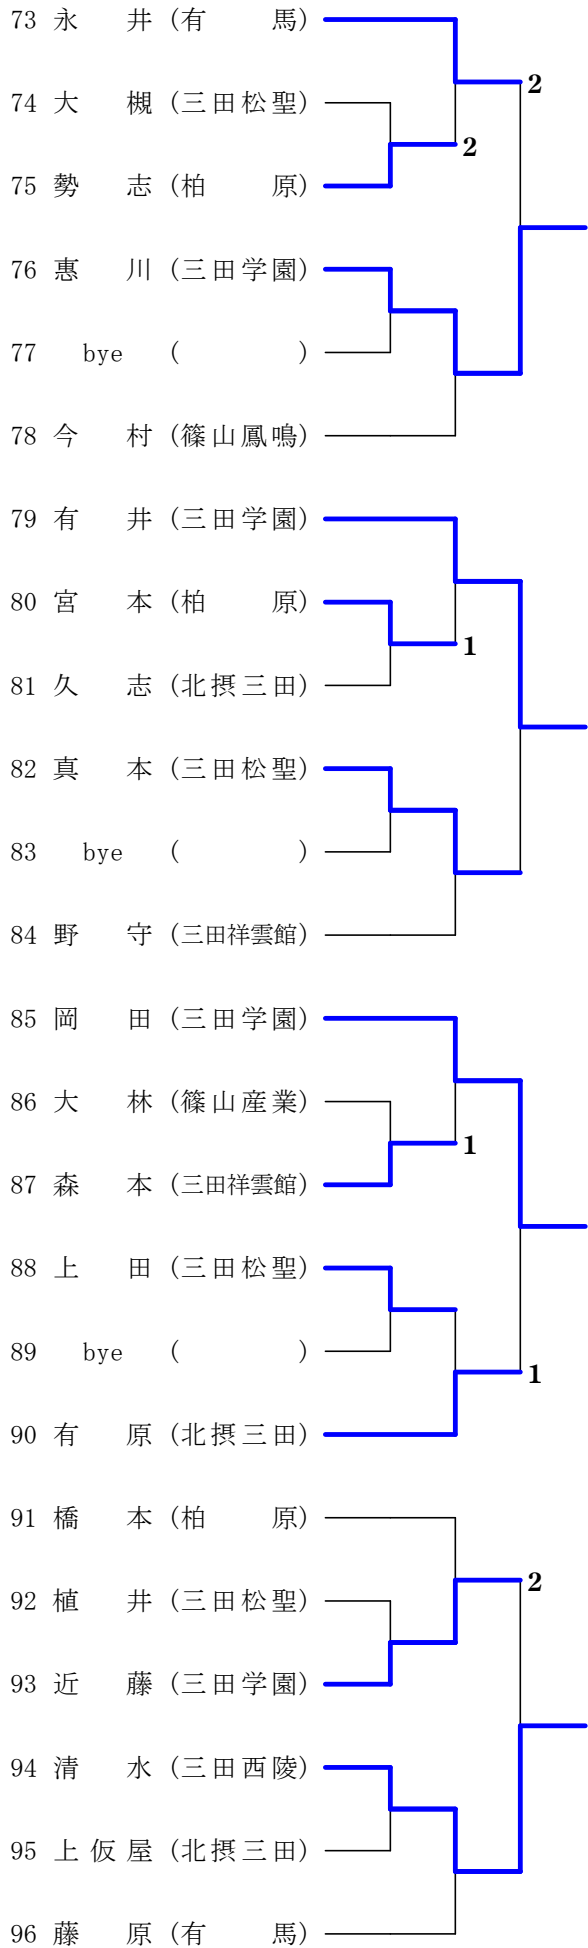 73 永 井 (有 馬)
2
74 大 槻 (三田松聖)
2
75 勢 志 (柏 原)
76 惠 川 (三田学園)
77 bye ( )
78 今 村 (篠山鳳鳴)
79 有 井 (三田学園)
80 宮 本 (柏 原)
1
81 久 志 (北摂三田)
82 真 本 (三田松聖)
83 bye ( )
84 野 守 (三田祥雲館)
85 岡 田 (三田学園)
86 大 林 (篠山産業)
1
87 森 本 (三田祥雲館)
88 上 田 (三田松聖)
89 bye ( )
1
90 有 原 (北摂三田)
91 橋 本 (柏 原)
2
92 植 井 (三田松聖)
93 近 藤 (三田学園)
94 清 水 (三田西陵)
95 上 仮 屋 (北摂三田)
96 藤 原 (有 馬)